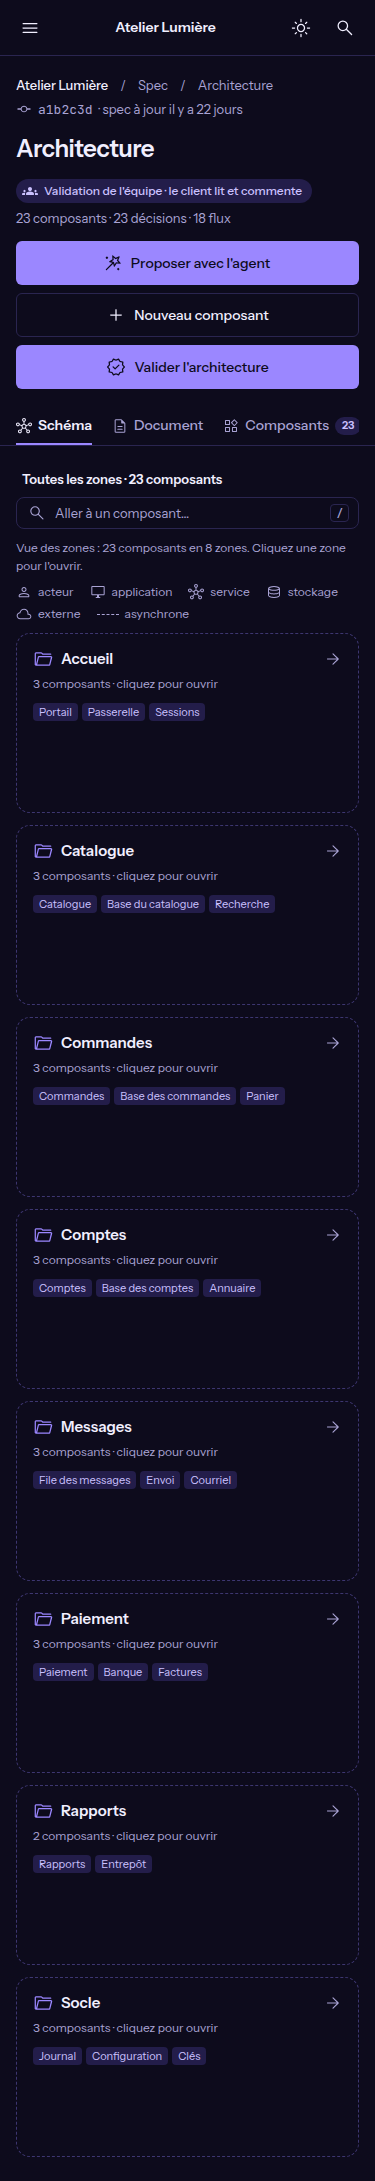 Atelier Lumière
Atelier Lumière / Spec / Architecture
a1b2c3d · spec à jour il y a 22 jours
Architecture
Validation de l'équipe · le client lit et commente
23 composants · 23 décisions · 18 flux
Proposer avec l'agent
Nouveau composant
Valider l'architecture
Schéma Document Composants 23
Toutes les zones · 23 composants
Aller à un composant... /
Vue des zones : 23 composants en 8 zones. Cliquez une zone
pour l'ouvrir.
acteur application service stockage
externe asynchrone
Accueil
3 composants · cliquez pour ouvrir
Portail Passerelle Sessions
Catalogue
3 composants · cliquez pour ouvrir
Catalogue Base du catalogue Recherche
Commandes
3 composants · cliquez pour ouvrir
Commandes Base des commandes Panier
Comptes
3 composants · cliquez pour ouvrir
Comptes Base des comptes Annuaire
Messages
3 composants · cliquez pour ouvrir
File des messages Envoi Courriel
Paiement
3 composants · cliquez pour ouvrir
Paiement Banque Factures
Rapports
2 composants · cliquez pour ouvrir
Rapports Entrepôt
Socle
3 composants · cliquez pour ouvrir
Journal Configuration Clés